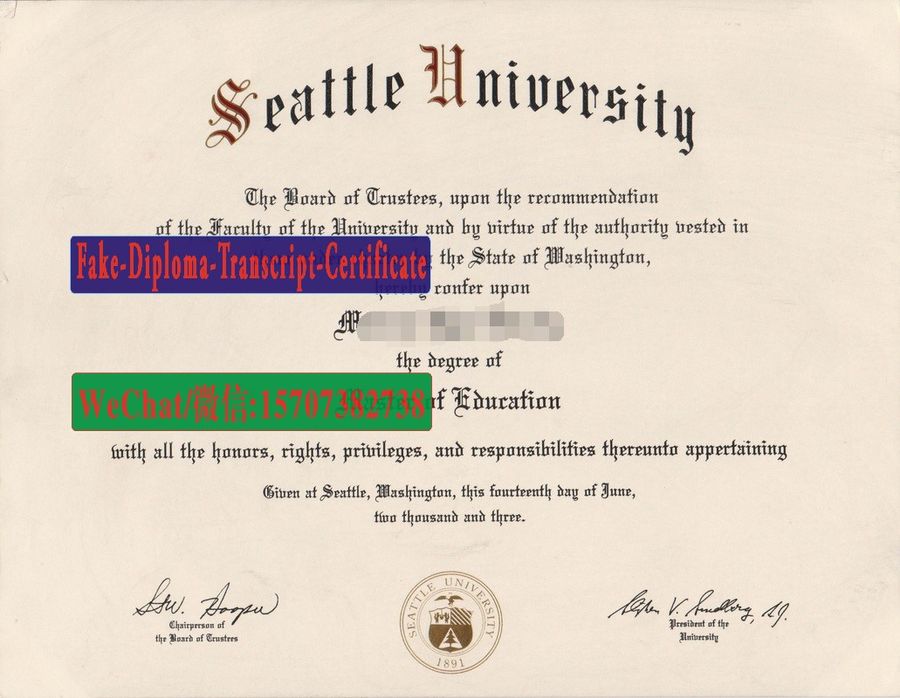 Seattle University
The Board of Trustees, upon the recommendation
of the Faculty of the University and by virtue of the authority vested in
Fake-Diploma-Transcript-Certificate
the State of Washington,
hereby confer upon
the degree of
WeChat/微信:15707382738
Master of Education
with all the honors, rights, privileges, and responsibilities thereunto appertaining
Given at Seattle, Washington, this fourteenth day of June,
two thousand and three.
Chairperson of
the Board of Trustees
SEATTLE UNIVERSITY
1891
President of the
University